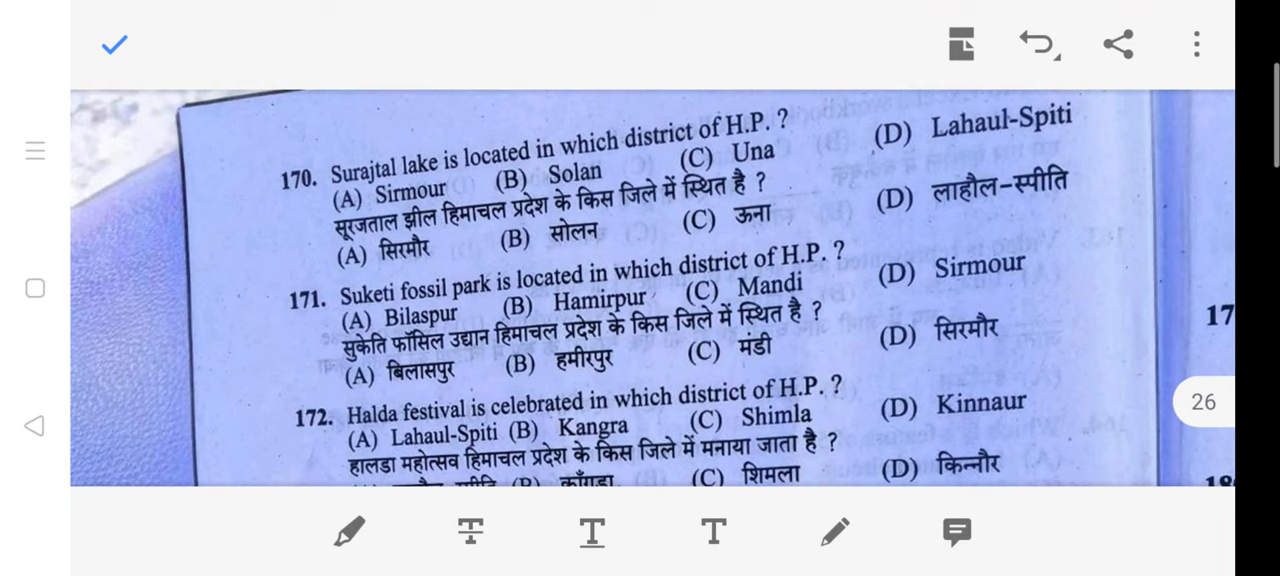 170. Surajtal lake is located in which district of H.P. ?
(A) Sirmour (B) Solan (C) Una (D) Lahaul-Spiti
सूरजताल झील हिमाचल प्रदेश के किस जिले में स्थित है ?
(A) सिरमौर (B) सोलन (C) ऊना (D) लाहौल-स्पीति
171. Suketi fossil park is located in which district of H.P. ?
(A) Bilaspur (B) Hamirpur (C) Mandi (D) Sirmour
सुकेति फॉसिल उद्यान हिमाचल प्रदेश के किस जिले में स्थित है ?
(A) बिलासपुर (B) हमीरपुर (C) मंडी (D) सिरमौर
172. Halda festival is celebrated in which district of H.P. ?
(A) Lahaul-Spiti (B) Kangra (C) Shimla (D) Kinnaur
हालडा महोत्सव हिमाचल प्रदेश के किस जिले में मनाया जाता है ?
(B) काँगड़ा (C) शिमला (D) किन्नौर
17
26
T
T
T